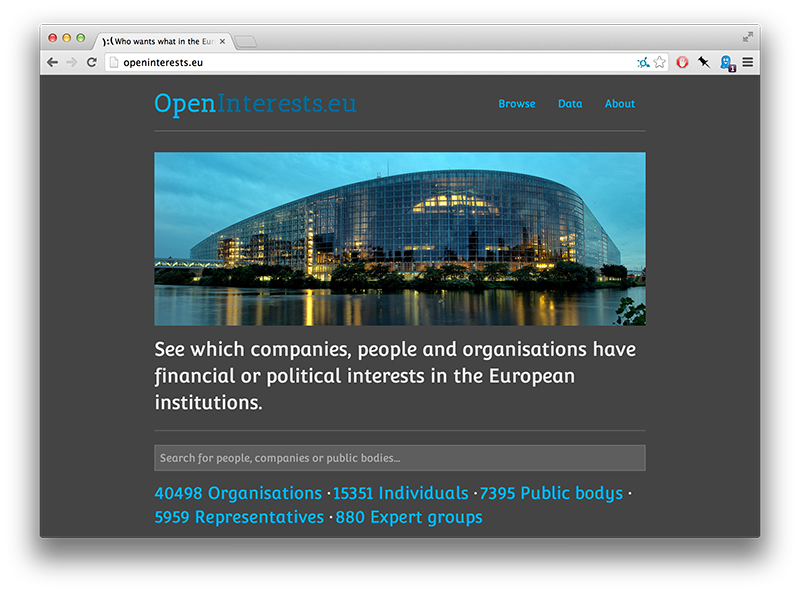 Who wants what in the Eur
openinterests.eu
1
OpenInterests.eu
Browse Data About
See which companies, people and organisations have
financial or political interests in the European
institutions.
Search for people, companies or public bodies...
40498 Organisations · 15351 Individuals · 7395 Public bodys ·
5959 Representatives · 880 Expert groups